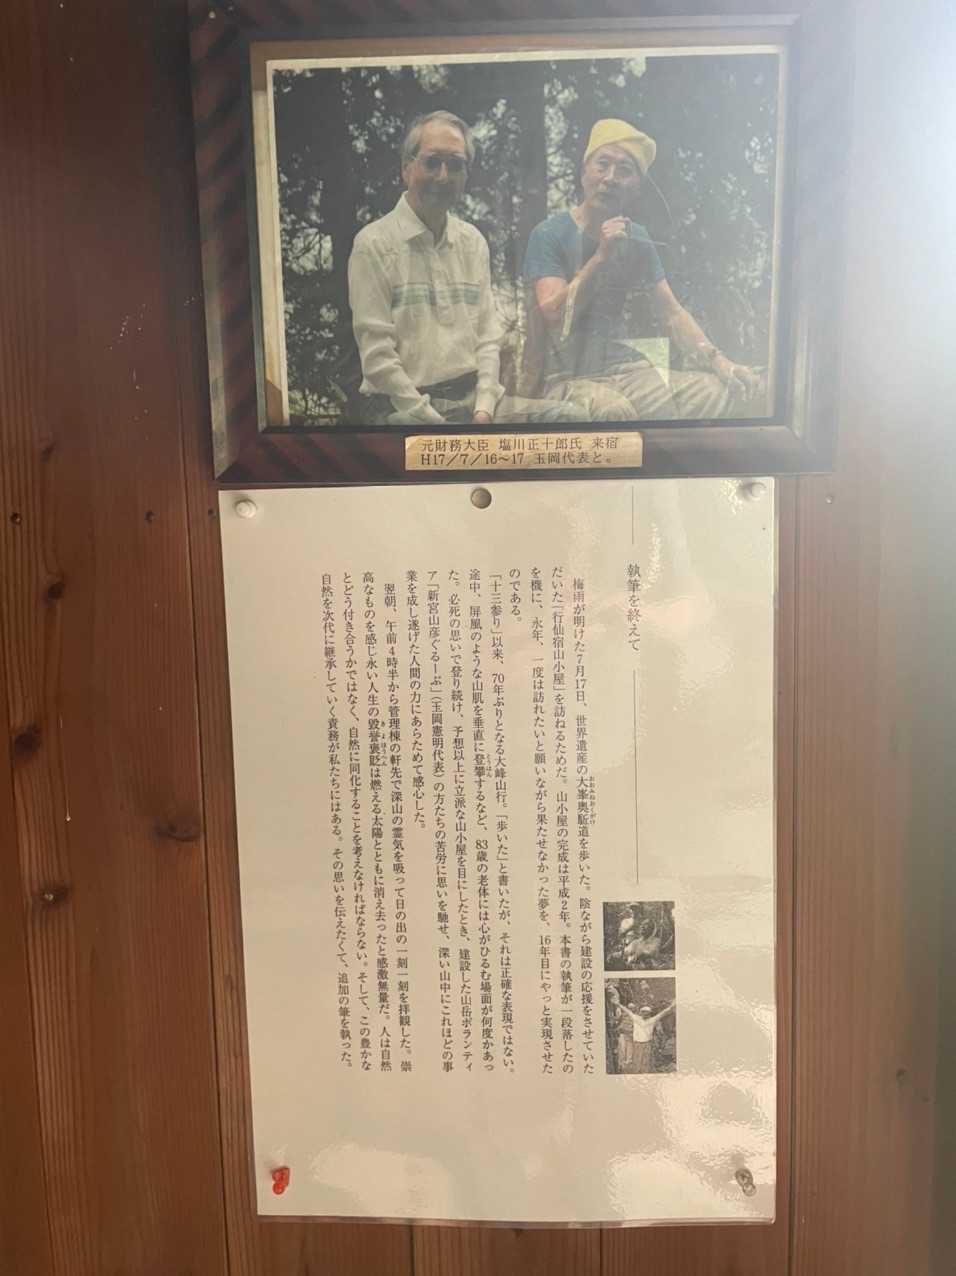 元財務大臣 塩川正十郎氏 来宿
H17/7/16～17 玉岡代表と。
執筆を終えて
梅雨が明けた7月17日、世界遺産の大峯奥駈道を歩いた。陰ながら建設の応援をさせていた
おおみねおくがけ
だいた「行仙宿山小屋」を訪ねるためだ。山小屋の完成は平成2年。本書の執筆が一段落したの
を機に、永年、一度は訪れたいと願いながら果たせなかった夢を、16年目にやっと実現させた
のである。
「十三参り」以来、70年ぶりとなる大峰山行。「歩いた」と書いたが、それは正確な表現ではない。
途中、屏風のような山肌を垂直に登攀するなど、83歳の老体には心がひるむ場面が何度かあっ
とうはん
た。必死の思いで登り続け、予想以上に立派な山小屋を目にしたとき、建設した山岳ボランティ
ア「新宮山彦ぐるーぷ」（玉岡憲明代表）の方たちの苦労に思いを馳せ、深い山中にこれほどの事
業を成し遂げた人間の力にあらためて感心した。
翌朝、午前4時半から管理棟の軒先で深山の霊気を吸って日の出の一刻一刻を拝観した。崇
高なものを感じ永い人生の毀誉褒貶は燃える太陽とともに消え去ったと感激無量だ。人は自然
きよほうへん
とどう付き合うかではなく、自然に同化することを考えなければならない。そして、この豊かな
自然を次代に継承していく責務が私たちにはある。その思いを伝えたくて、追加の筆を執った。